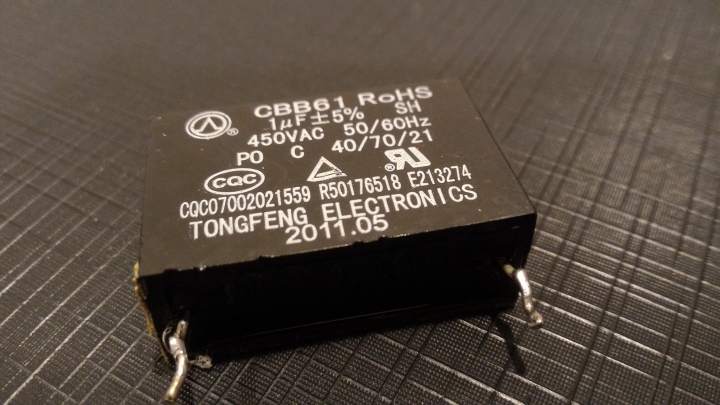 CBB61 RoHS
1μF±5% SH
450VAC 50/60Hz
P0 C 40/70/21
CQC
CQC07002021559 R50176518 E213274
TONGFENG ELECTRONICS
2011.05